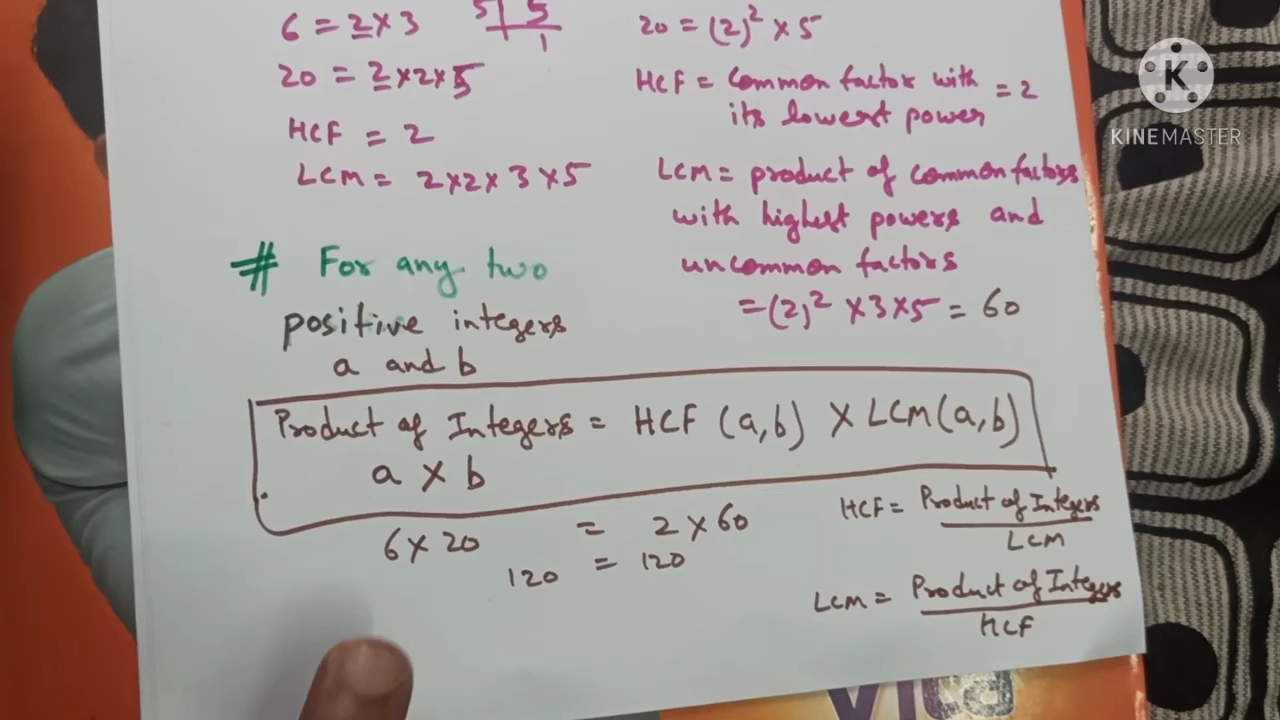 6 = 2 × 3
5 | 5
1
20 = 2×2×5
HCF = 2
LCM = 2×2×3×5
20 = (2)² × 5
HCF = Common factor with = 2
its lowest power
LCM = product of common factors
with highest powers and
uncommon factors
= (2)² ×3×5 = 60
# For any two
positive integers
a and b
Product of Integers = HCF (a,b) × LCM (a,b)
a × b
6 × 20 = 2 × 60
120 = 120
HCF = Product of Integers
LCM
LCM = Product of Integers
HCF
K
KINEMASTER